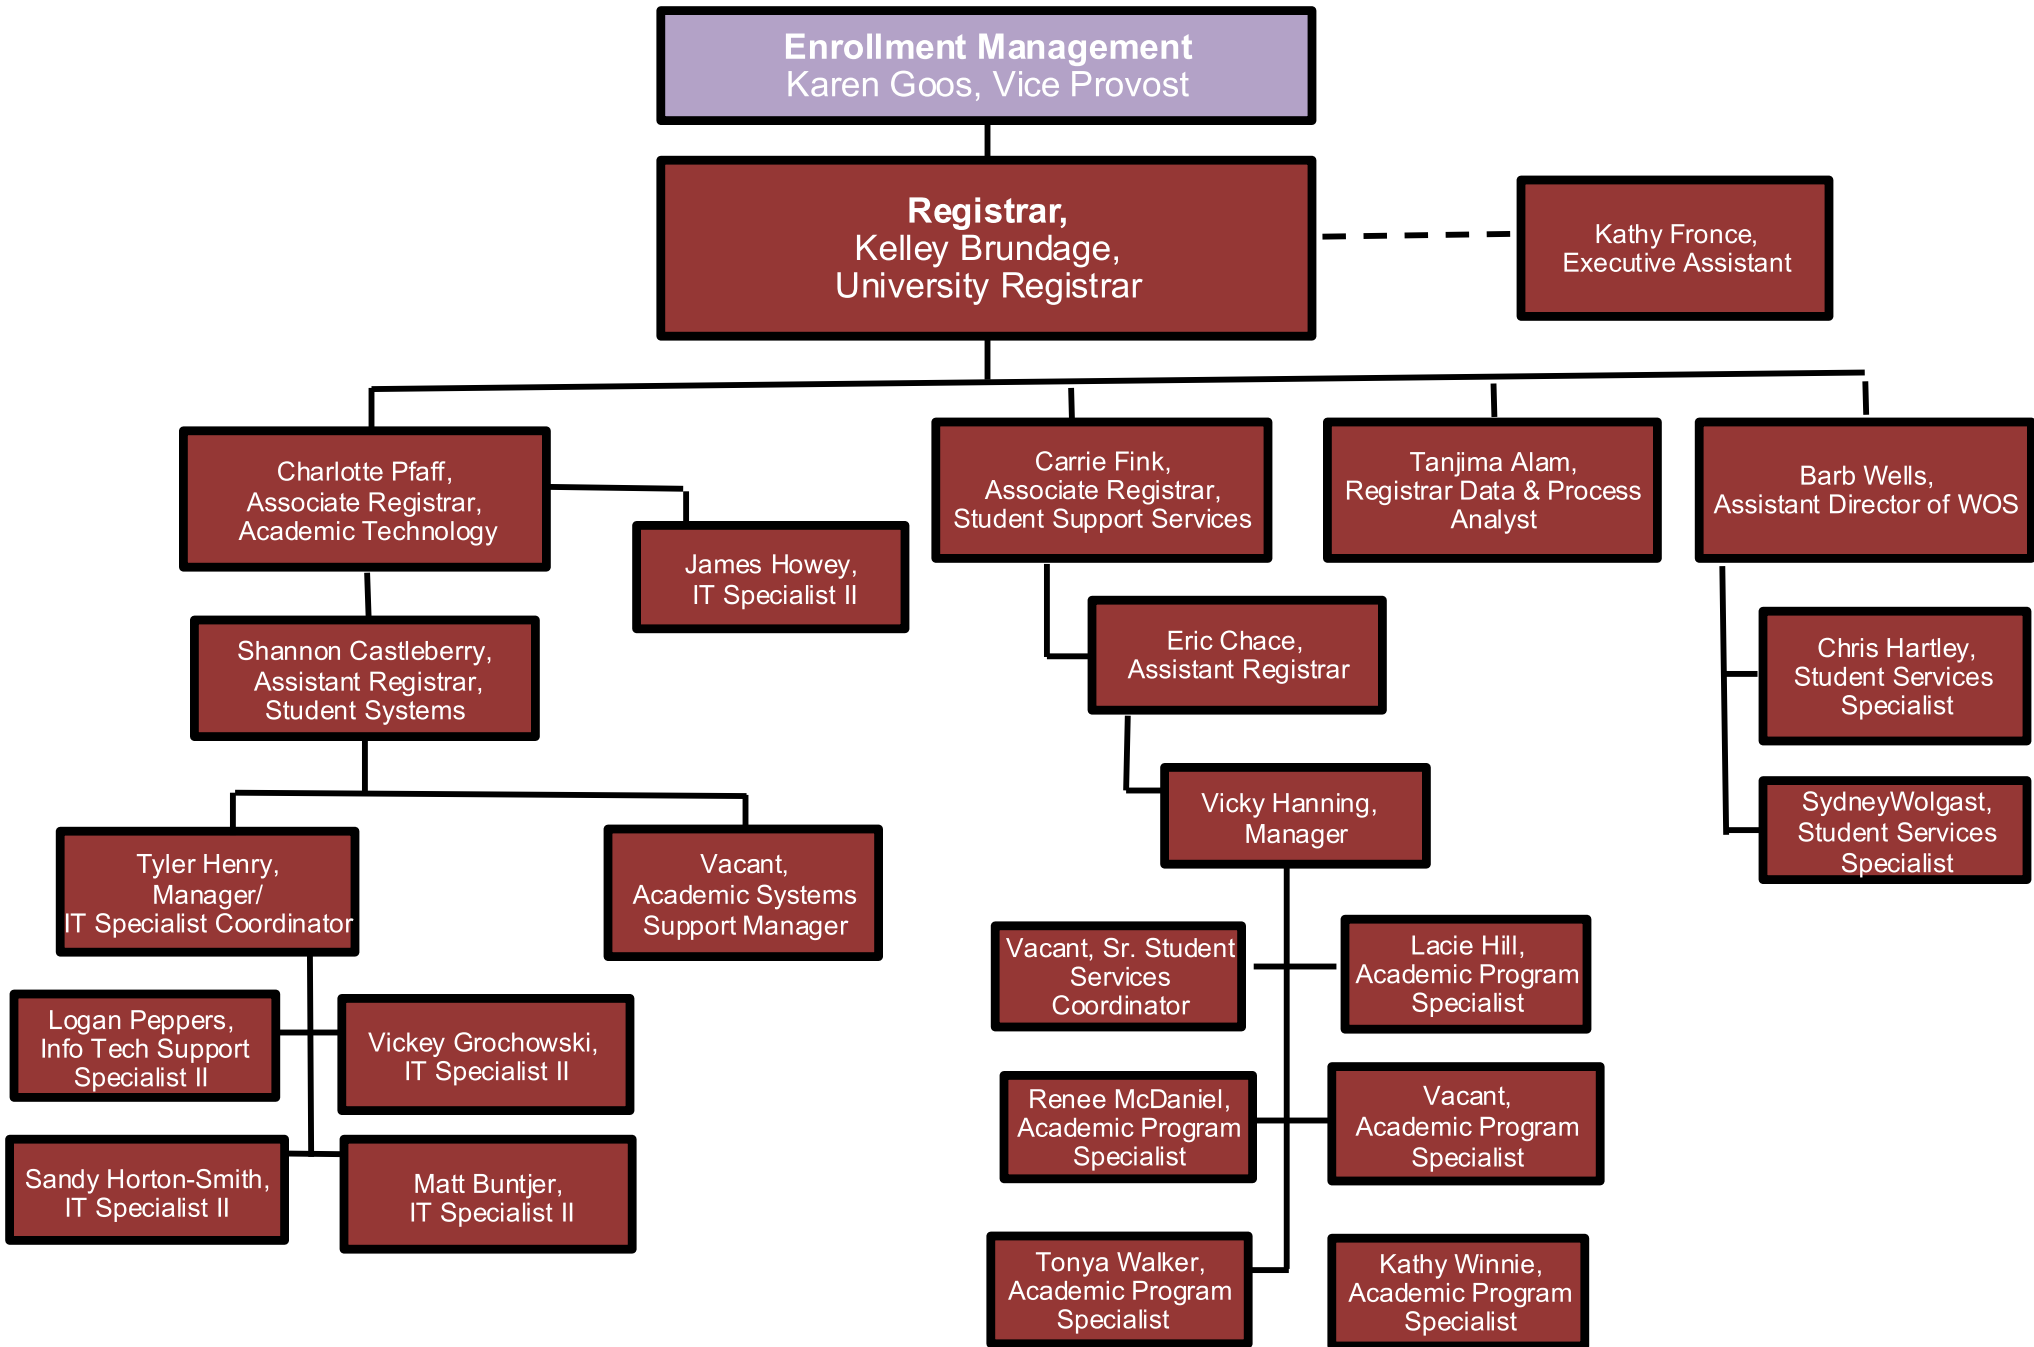 Enrollment Management
Karen Goos, Vice Provost
Registrar,
Kelley Brundage,
University Registrar
Kathy Fronce,
Executive Assistant
Charlotte Pfaff,
Associate Registrar,
Academic Technology
James Howey,
IT Specialist II
Carrie Fink,
Associate Registrar,
Student Support Services
Tanjima Alam,
Registrar Data & Process
Analyst
Barb Wells,
Assistant Director of WOS
Shannon Castleberry,
Assistant Registrar,
Student Systems
Eric Chace,
Assistant Registrar
Chris Hartley,
Student Services
Specialist
Vicky Hanning,
Manager
SydneyWolgast,
Student Services
Specialist
Tyler Henry,
Manager/
IT Specialist Coordinator
Vacant,
Academic Systems
Support Manager
Logan Peppers,
Info Tech Support
Specialist II
Vickey Grochowski,
IT Specialist II
Sandy Horton-Smith,
IT Specialist II
Matt Buntjer,
IT Specialist II
Vacant, Sr. Student
Services
Coordinator
Lacie Hill,
Academic Program
Specialist
Renee McDaniel,
Academic Program
Specialist
Vacant,
Academic Program
Specialist
Tonya Walker,
Academic Program
Specialist
Kathy Winnie,
Academic Program
Specialist